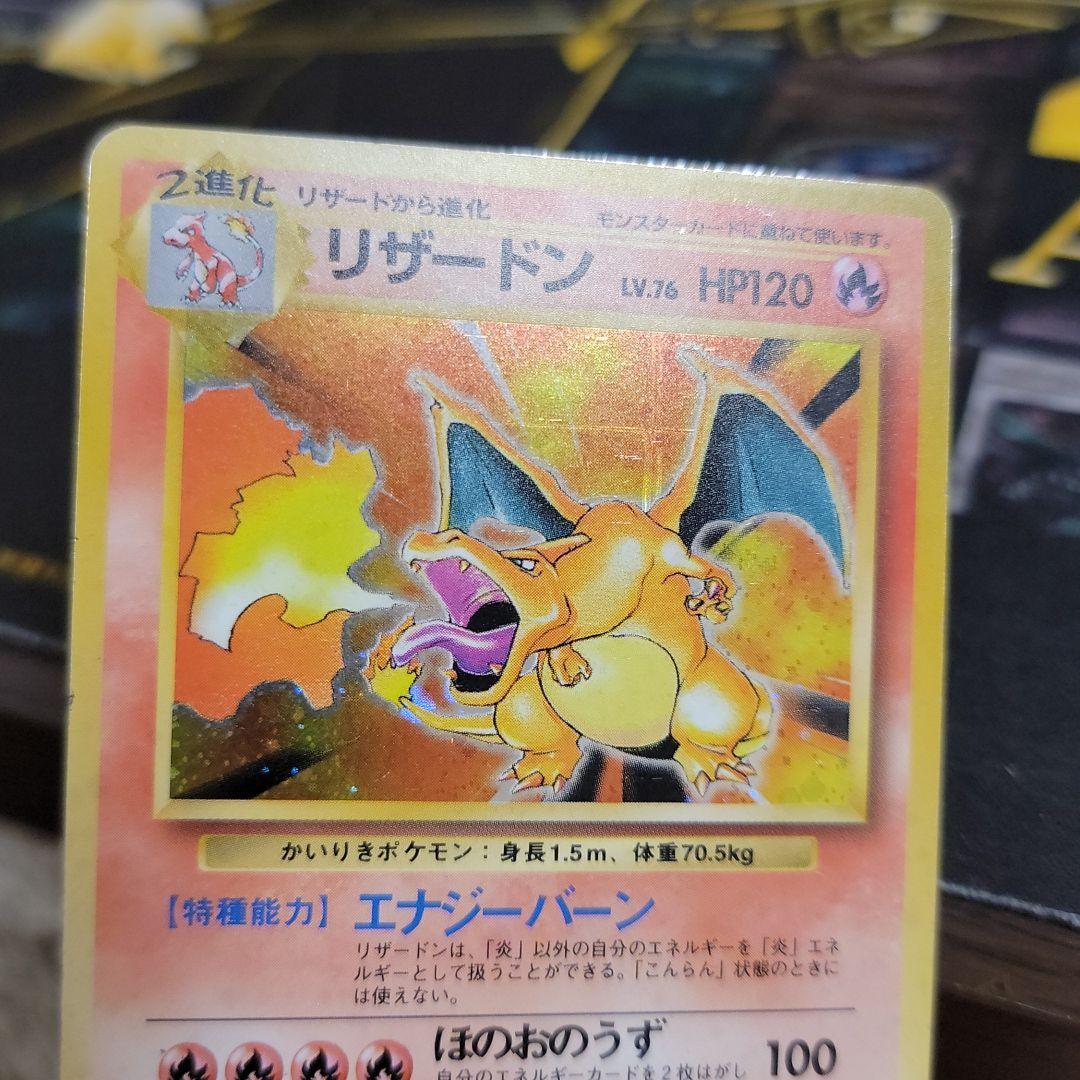 2進化
リザードから進化
モンスターカードに重ねて使います。
リザードン LV.76 HP120
かいりきポケモン:身長1.5m、体重70.5kg
【特種能力】 エナジーバーン
リザードンは、「炎」以外の自分のエネルギーを「炎」エネ
ルギーとして扱うことができる。「こんらん」状態のときに
は使えない。
ほのおのうず 100
自分のエネルギーカードを2枚はがし